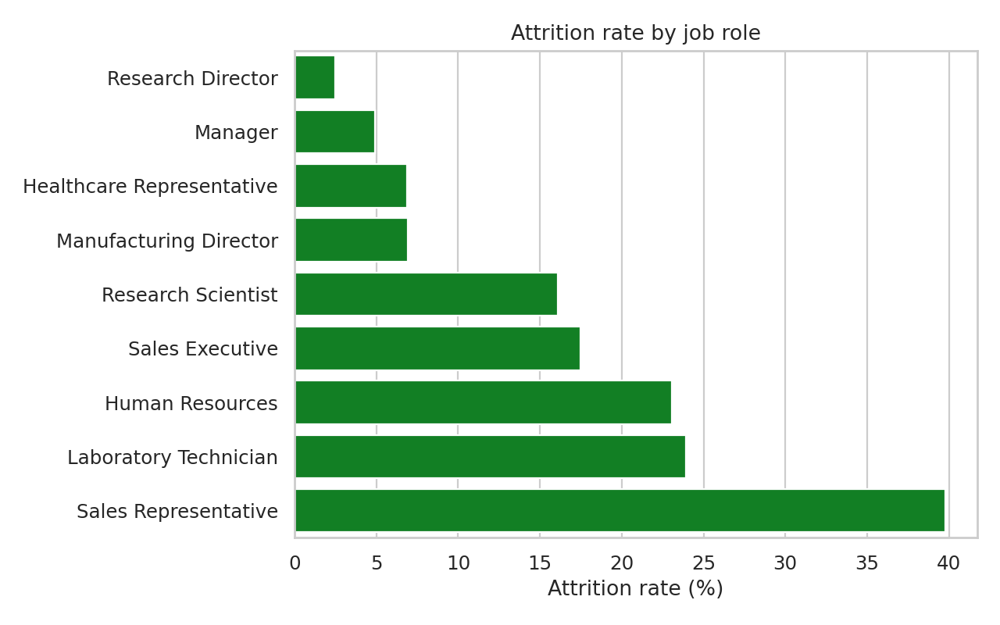 Attrition rate by job role
Research Director
Manager
Healthcare Representative
Manufacturing Director
Research Scientist
Sales Executive
Human Resources
Laboratory Technician
Sales Representative
0 5 10 15 20 25 30 35 40
Attrition rate (%)